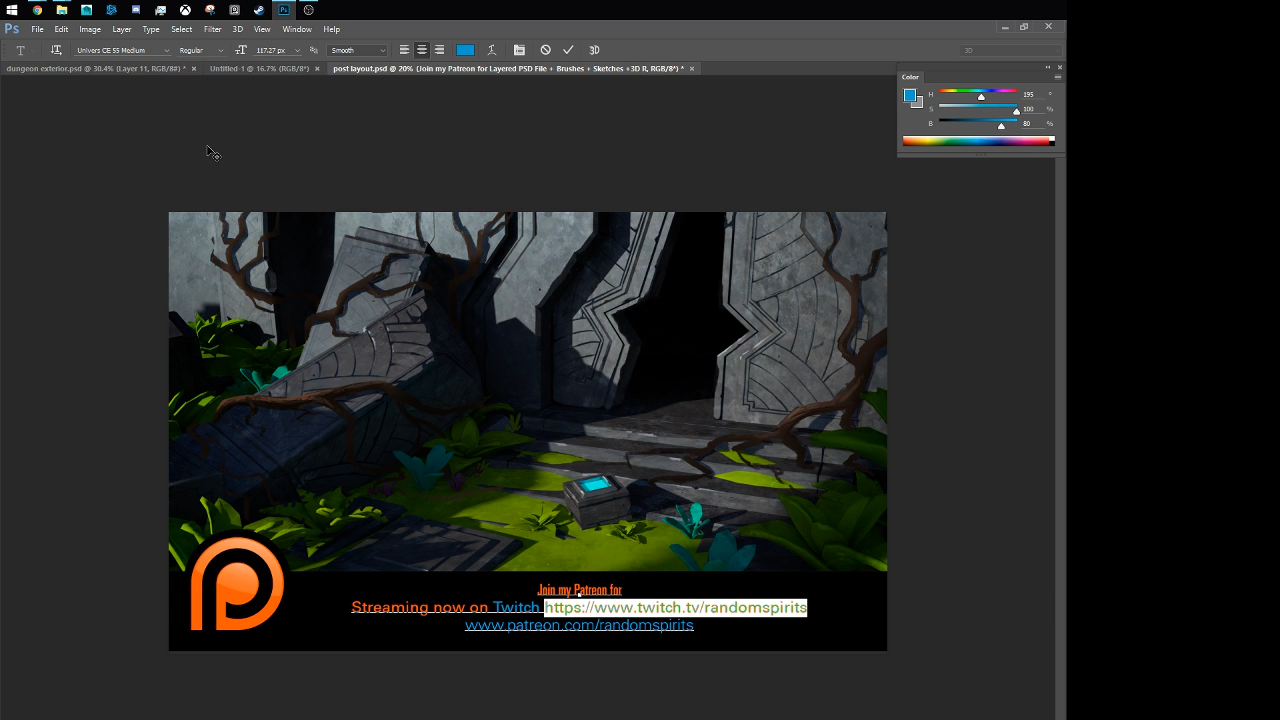 Ps File Edit Image Layer Type Select Filter 3D View Window Help
T Univers CE 55 Medium Regular 117.27 px Smooth 3D 3D
dungeon exterior.psd @ 30.4% (Layer 11, RGB/8#) * × Untitled-1 @ 16.7% (RGB/8*) × post layout.psd @ 20% (Join my Patreon for Layered PSD File + Brushes + Sketches +3D R, RGB/8*) * ×
Color
H 195 °
S 100 %
B 80 %
Join my Patreon for
Streaming now on Twitch https://www.twitch.tv/randomspirits
www.patreon.com/randomspirits